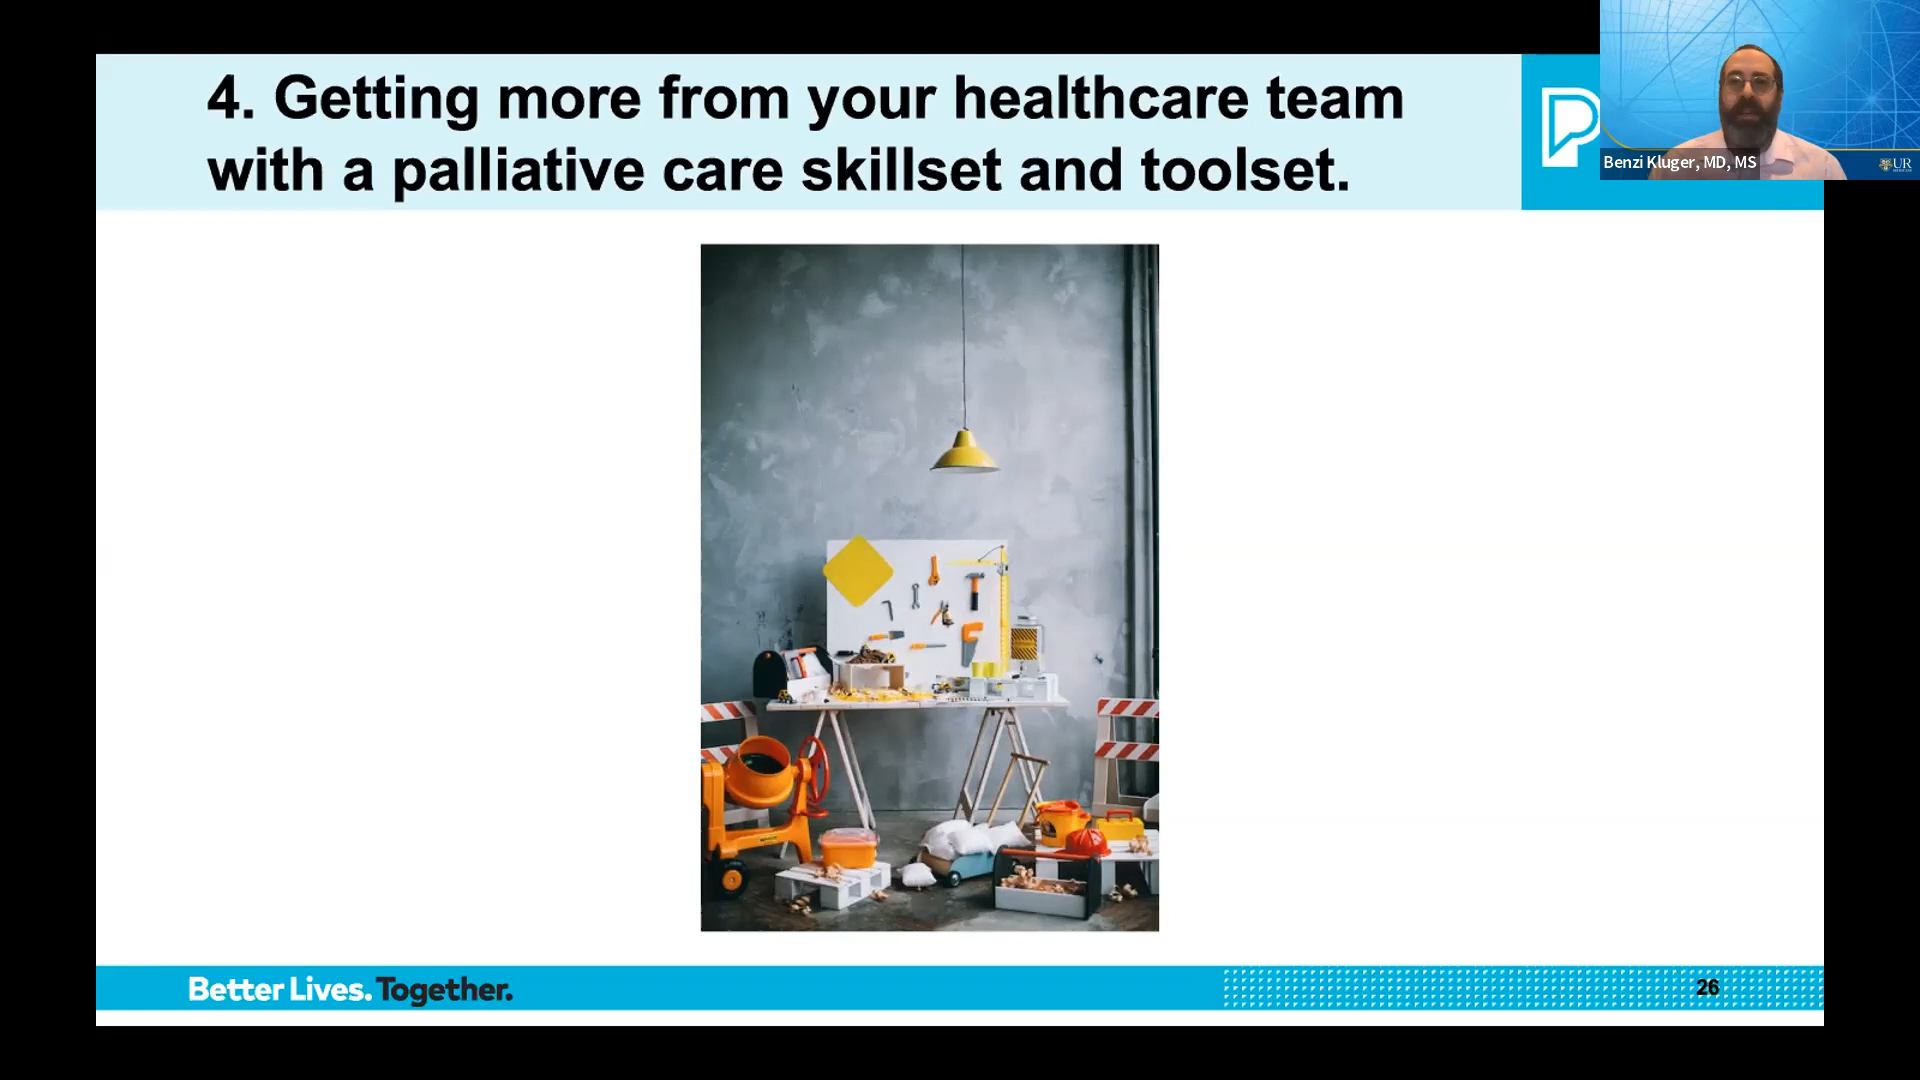 4. Getting more from your healthcare team
with a palliative care skillset and toolset.
Benzi Kluger, MD, MS
UR
Better Lives. Together.
26